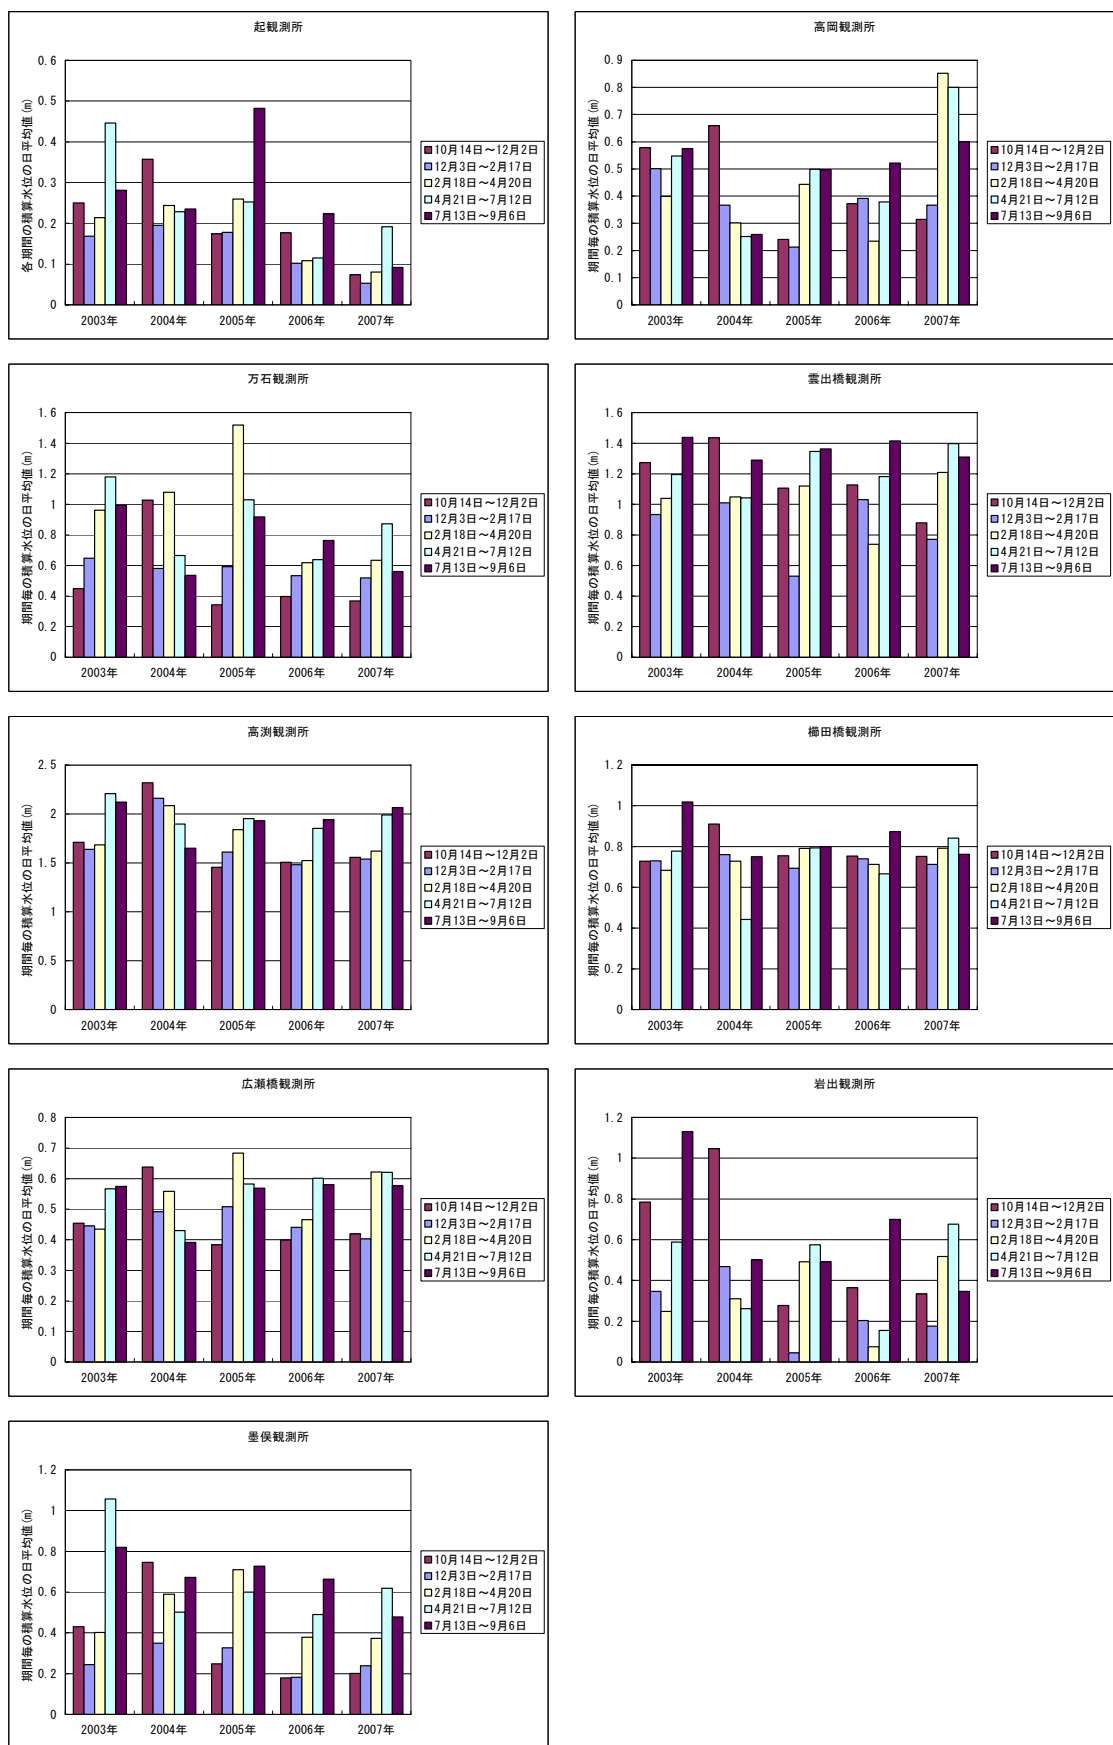 起観測所
各期間の積算水位の日平均値(m)
0.6
0.5
0.4
0.3
0.2
0.1
0
2003年 2004年 2005年 2006年 2007年
10月14日～12月2日
12月3日～2月17日
2月18日～4月20日
4月21日～7月12日
7月13日～9月6日
高岡観測所
期間毎の積算水位の日平均値(m)
0.9
0.8
0.7
0.6
0.5
0.4
0.3
0.2
0.1
0
2003年 2004年 2005年 2006年 2007年
10月14日～12月2日
12月3日～2月17日
2月18日～4月20日
4月21日～7月12日
7月13日～9月6日
万石観測所
期間毎の積算水位の日平均値(m)
1.6
1.4
1.2
1
0.8
0.6
0.4
0.2
0
2003年 2004年 2005年 2006年 2007年
10月14日～12月2日
12月3日～2月17日
2月18日～4月20日
4月21日～7月12日
7月13日～9月6日
雲出橋観測所
期間毎の積算水位の日平均値(m)
1.6
1.4
1.2
1
0.8
0.6
0.4
0.2
0
2003年 2004年 2005年 2006年 2007年
10月14日～12月2日
12月3日～2月17日
2月18日～4月20日
4月21日～7月12日
7月13日～9月6日
高渕観測所
期間毎の積算水位の日平均値(m)
2.5
2
1.5
1
0.5
0
2003年 2004年 2005年 2006年 2007年
10月14日～12月2日
12月3日～2月17日
2月18日～4月20日
4月21日～7月12日
7月13日～9月6日
櫛田橋観測所
期間毎の積算水位の日平均値(m)
1.2
1
0.8
0.6
0.4
0.2
0
2003年 2004年 2005年 2006年 2007年
10月14日～12月2日
12月3日～2月17日
2月18日～4月20日
4月21日～7月12日
7月13日～9月6日
広瀬橋観測所
期間毎の積算水位の日平均値(m)
0.8
0.7
0.6
0.5
0.4
0.3
0.2
0.1
0
2003年 2004年 2005年 2006年 2007年
10月14日～12月2日
12月3日～2月17日
2月18日～4月20日
4月21日～7月12日
7月13日～9月6日
岩出観測所
期間毎の積算水位の日平均値(m)
1.2
1
0.8
0.6
0.4
0.2
0
2003年 2004年 2005年 2006年 2007年
10月14日～12月2日
12月3日～2月17日
2月18日～4月20日
4月21日～7月12日
7月13日～9月6日
墨俣観測所
期間毎の積算水位の日平均値(m)
1.2
1
0.8
0.6
0.4
0.2
0
2003年 2004年 2005年 2006年 2007年
10月14日～12月2日
12月3日～2月17日
2月18日～4月20日
4月21日～7月12日
7月13日～9月6日